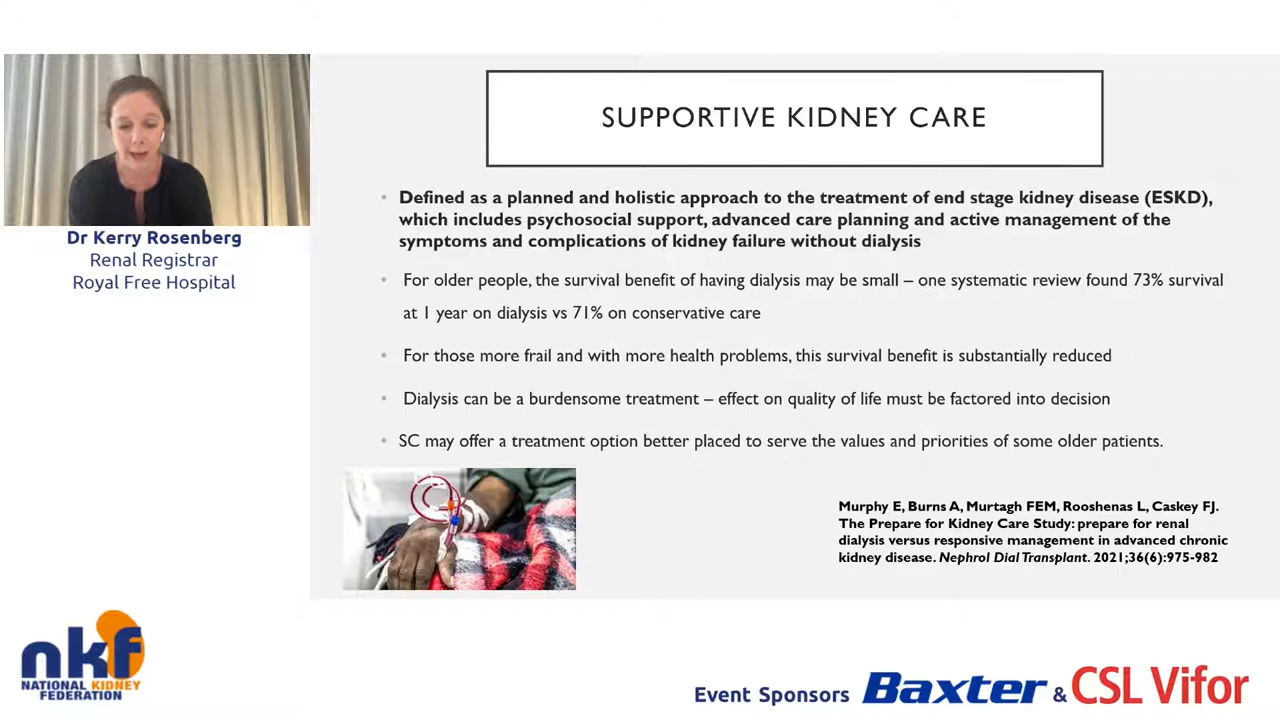 SUPPORTIVE KIDNEY CARE
Defined as a planned and holistic approach to the treatment of end stage kidney disease (ESKD),
which includes psychosocial support, advanced care planning and active management of the
symptoms and complications of kidney failure without dialysis
For older people, the survival benefit of having dialysis may be small – one systematic review found 73% survival
at 1 year on dialysis vs 71% on conservative care
For those more frail and with more health problems, this survival benefit is substantially reduced
Dialysis can be a burdensome treatment – effect on quality of life must be factored into decision
SC may offer a treatment option better placed to serve the values and priorities of some older patients.
Murphy E, Burns A, Murtagh FEM, Rooshenas L, Caskey FJ.
The Prepare for Kidney Care Study: prepare for renal
dialysis versus responsive management in advanced chronic
kidney disease. Nephrol Dial Transplant. 2021;36(6):975-982
Dr Kerry Rosenberg
Renal Registrar
Royal Free Hospital
nkf
NATIONAL KIDNEY
FEDERATION
Event Sponsors Baxter & CSL Vifor